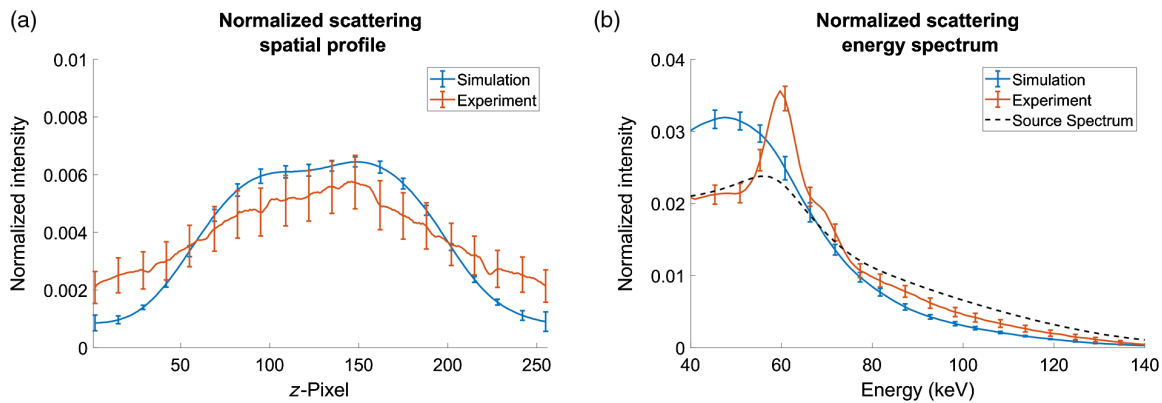 (a)
Normalized scattering
spatial profile
0.01
0.008
0.006
0.004
0.002
0
50
100
150
200
250
Normalized intensity
z-Pixel
Simulation
Experiment
(b)
Normalized scattering
energy spectrum
0.04
0.03
0.02
0.01
0
40
60
80
100
120
140
Normalized intensity
Energy (keV)
Simulation
Experiment
Source Spectrum